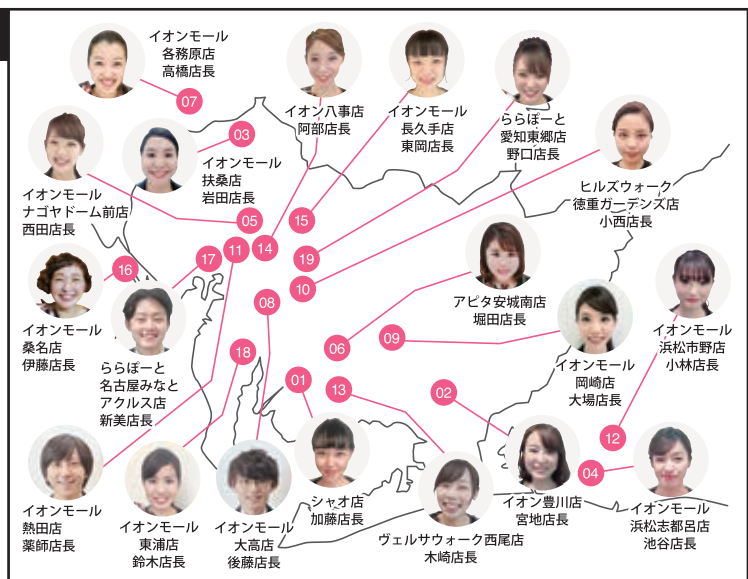 イオンモール
各務原店
高橋店長
07
イオン八事店
阿部店長
イオンモール
長久手店
東岡店長
ららぽーと
愛知東郷店
野口店長
03
イオンモール
扶桑店
岩田店長
ヒルズウォーク
徳重ガーデンズ店
小西店長
イオンモール
ナゴヤドーム前店
西田店長
05
15
11
14
17
19
16
10
08
アピタ安城南店
堀田店長
イオンモール
桑名店
伊藤店長
ららぽーと
名古屋みなと
アクルス店
新美店長
18
06
09
イオンモール
岡崎店
大場店長
イオンモール
浜松市野店
小林店長
01
13
02
12
04
イオンモール
熱田店
薬師店長
イオンモール
東浦店
鈴木店長
イオンモール
大高店
後藤店長
シャオ店
加藤店長
ヴェルサウォーク西尾店
木崎店長
イオン豊川店
宮地店長
イオンモール
浜松志都呂店
池谷店長